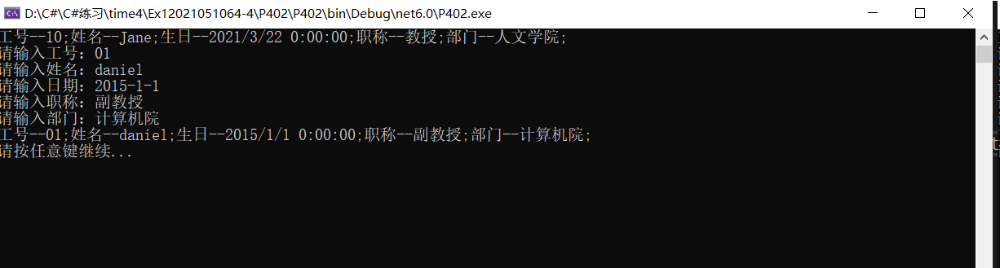 D:\C#\C#练习\time4\Ex12021051064-4\P402\P402\bin\Debug\net6.0\P402.exe
工号--10;姓名--Jane;生日--2021/3/22 0:00:00;职称--教授;部门--人文学院;
请输入工号：01
请输入姓名：daniel
请输入日期：2015-1-1
请输入职称：副教授
请输入部门：计算机院
工号--01;姓名--daniel;生日--2015/1/1 0:00:00;职称--副教授;部门--计算机院;
请按任意键继续...